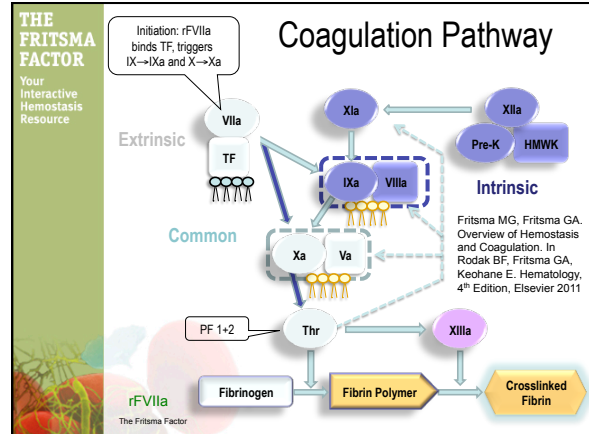 THE
FRITSMA
FACTOR
Your
Interactive
Hemostasis
Resource
Initiation: rFVIIa
binds TF, triggers
IX→IXa and X→Xa
Coagulation Pathway
VIIa
TF
Extrinsic
XIa
XIIa
Pre-K
HMWK
IXa
VIIIa
Intrinsic
Common
Xa
Va
Fritsma MG, Fritsma GA.
Overview of Hemostasis
and Coagulation. In
Rodak BF, Fritsma GA,
Keohane E. Hematology,
4th Edition, Elsevier 2011
PF 1+2
Thr
XIIIa
rFVIIa
The Fritsma Factor
Fibrinogen
Fibrin Polymer
Crosslinked
Fibrin